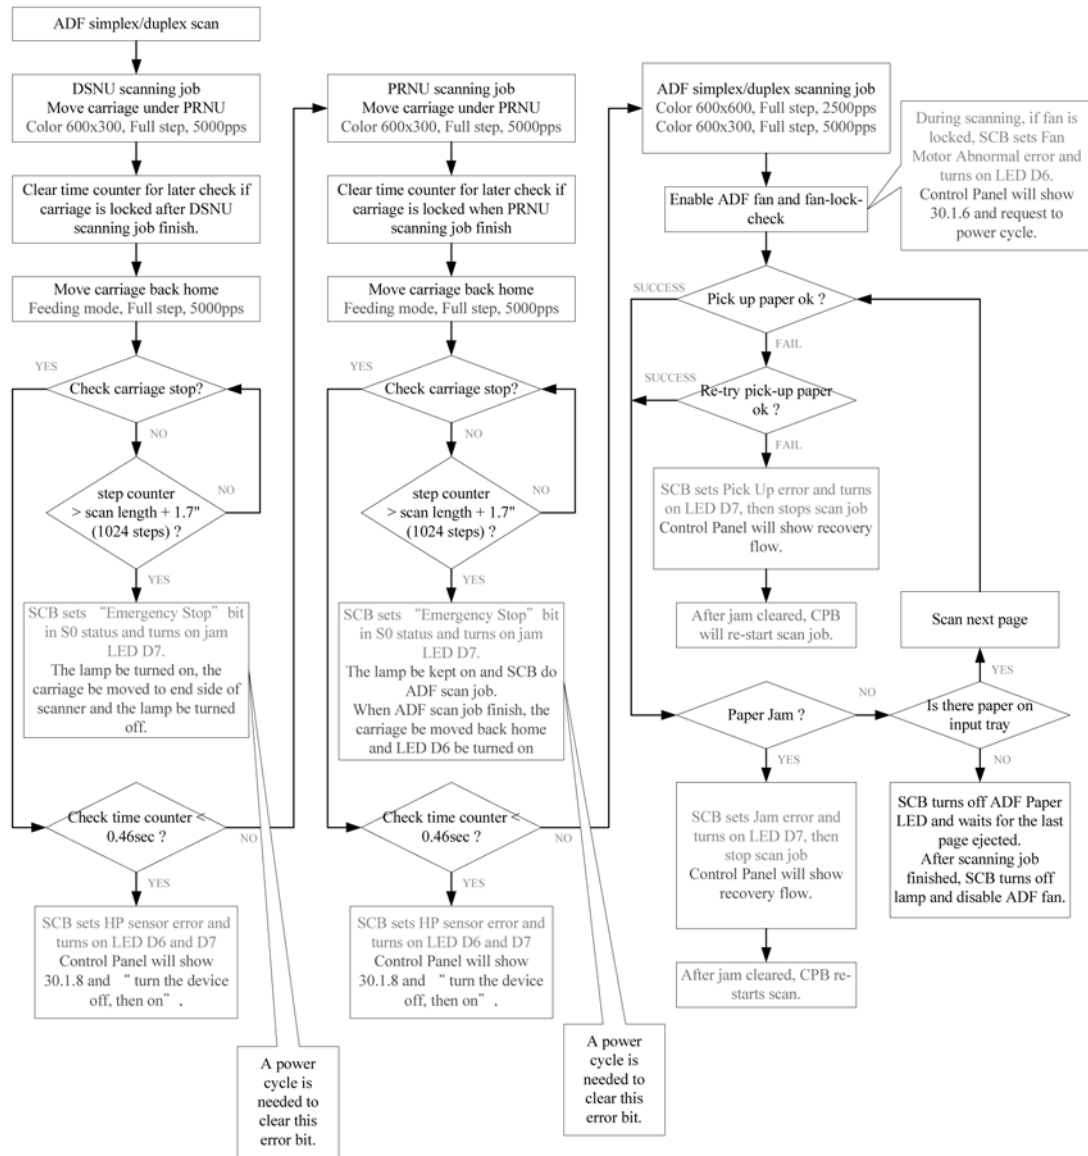 ADF simplex/duplex scan
DSNU scanning job
Move carriage under PRNU
Color 600x300, Full step, 5000pps
Clear time counter for later check if
carriage is locked after DSNU
scanning job finish.
Move carriage back home
Feeding mode, Full step, 5000pps
YES
Check carriage stop?
NO
step counter
> scan length + 1.7"
(1024 steps) ?
NO
YES
SCB sets “Emergency Stop” bit
in S0 status and turns on jam
LED D7.
The lamp be turned on, the
carriage be moved to end side of
scanner and the lamp be turned
off.
Check time counter <
0.46sec ?
NO
YES
SCB sets HP sensor error and
turns on LED D6 and D7
Control Panel will show
30.1.8 and “ turn the device
off, then on” .
A power
cycle is
needed to
clear this
error bit.
PRNU scanning job
Move carriage under PRNU
Color 600x300, Full step, 5000pps
Clear time counter for later check if
carriage is locked when PRNU
scanning job finish
Move carriage back home
Feeding mode, Full step, 5000pps
YES
Check carriage stop?
NO
step counter
> scan length + 1.7"
(1024 steps) ?
NO
YES
SCB sets “Emergency Stop” bit
in S0 status and turns on jam
LED D7.
The lamp be kept on and SCB do
ADF scan job.
When ADF scan job finish, the
carriage be moved back home
and LED D6 be turned on
Check time counter <
0.46sec ?
NO
YES
SCB sets HP sensor error and
turns on LED D6 and D7
Control Panel will show
30.1.8 and “ turn the device
off, then on” .
A power
cycle is
needed to
clear this
error bit.
ADF simplex/duplex scanning job
Color 600x600, Full step, 2500pps
Color 600x300, Full step, 5000pps
During scanning, if fan is
locked, SCB sets Fan
Motor Abnormal error and
turns on LED D6.
Control Panel will show
30.1.6 and request to
power cycle.
Enable ADF fan and fan-lock-
check
SUCCESS
Pick up paper ok ?
FAIL
SUCCESS
Re-try pick-up paper
ok ?
FAIL
SCB sets Pick Up error and turns
on LED D7, then stops scan job
Control Panel will show recovery
flow.
After jam cleared, CPB
will re-start scan job.
Scan next page
YES
Paper Jam ?
NO
Is there paper on
input tray
YES
NO
SCB sets Jam error and
turns on LED D7, then
stop scan job
Control Panel will show
recovery flow.
SCB turns off ADF Paper
LED and waits for the last
page ejected.
After scanning job
finished, SCB turns off
lamp and disable ADF fan.
After jam cleared, CPB re-
starts scan.